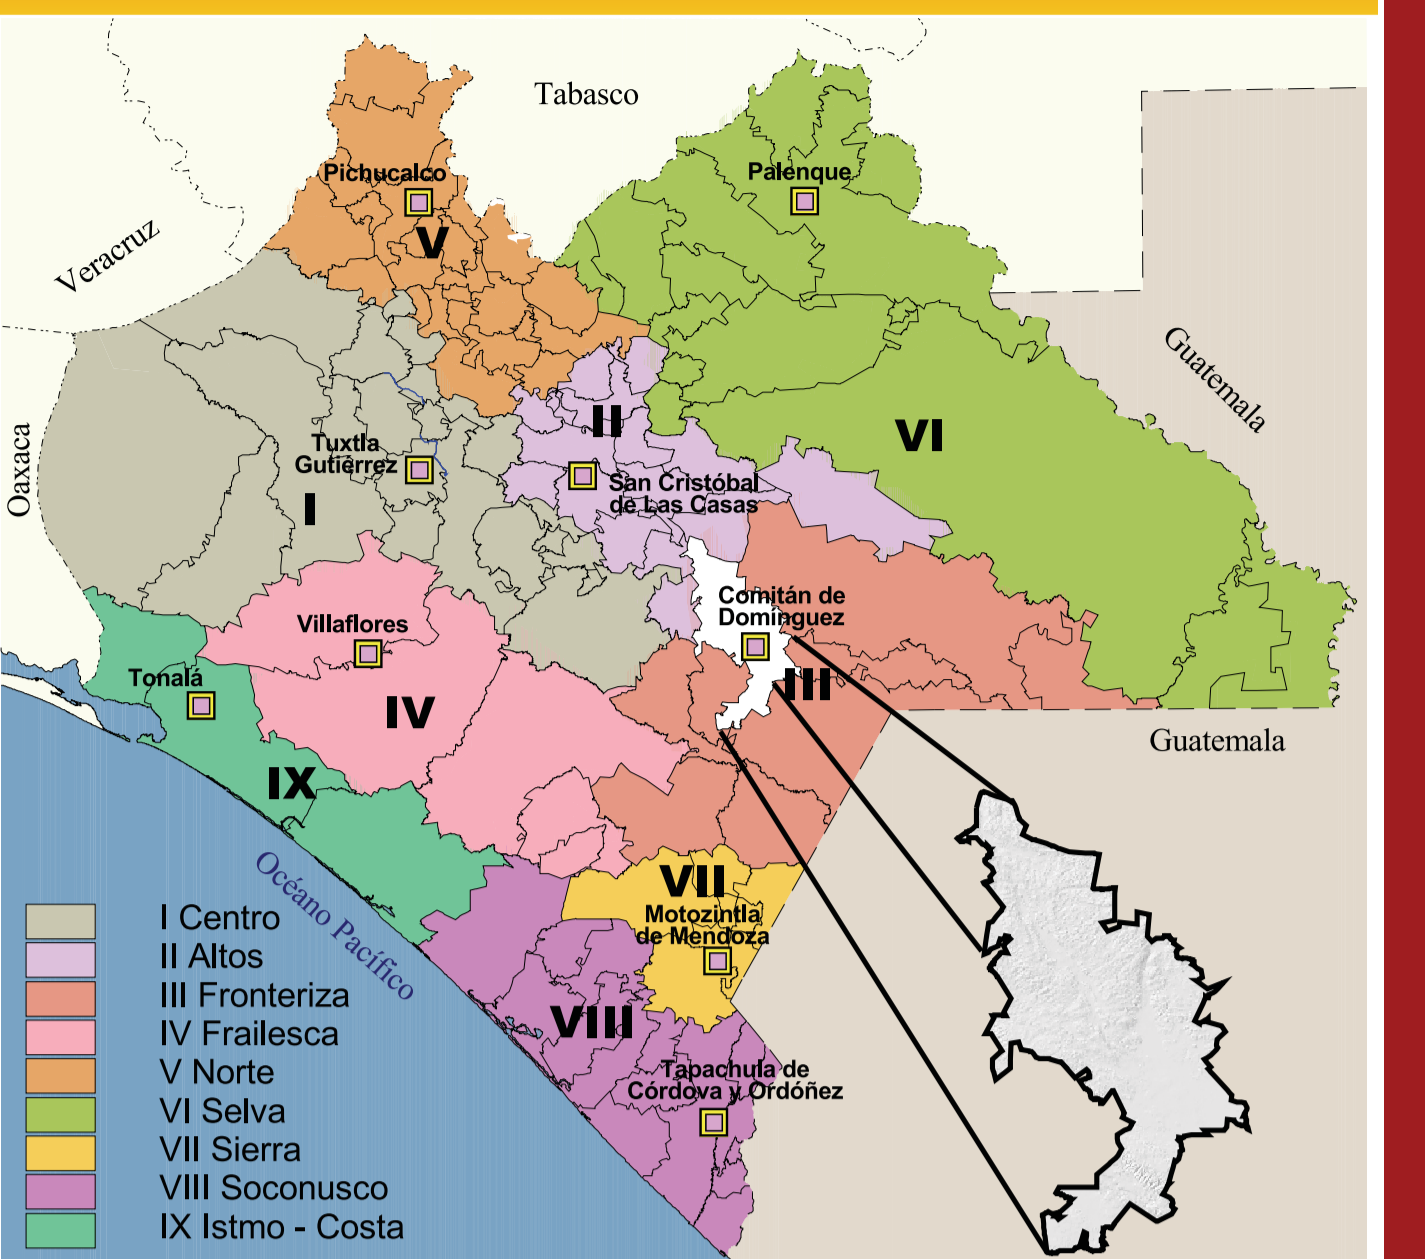 Tabasco
Pichucalco
Palenque
V
Veracruz
Guatemala
Oaxaca
II
VI
Tuxtla
Gutiérrez
San Cristóbal
de Las Casas
I
Comitán de
Domínguez
Villaflores
Tonalá
III
IV
Guatemala
IX
Océano Pacífico
VII
Motozintla
de Mendoza
VIII
Tapachula de
Córdova y Ordóñez
I Centro
II Altos
III Fronteriza
IV Frailesca
V Norte
VI Selva
VII Sierra
VIII Soconusco
IX Istmo - Costa